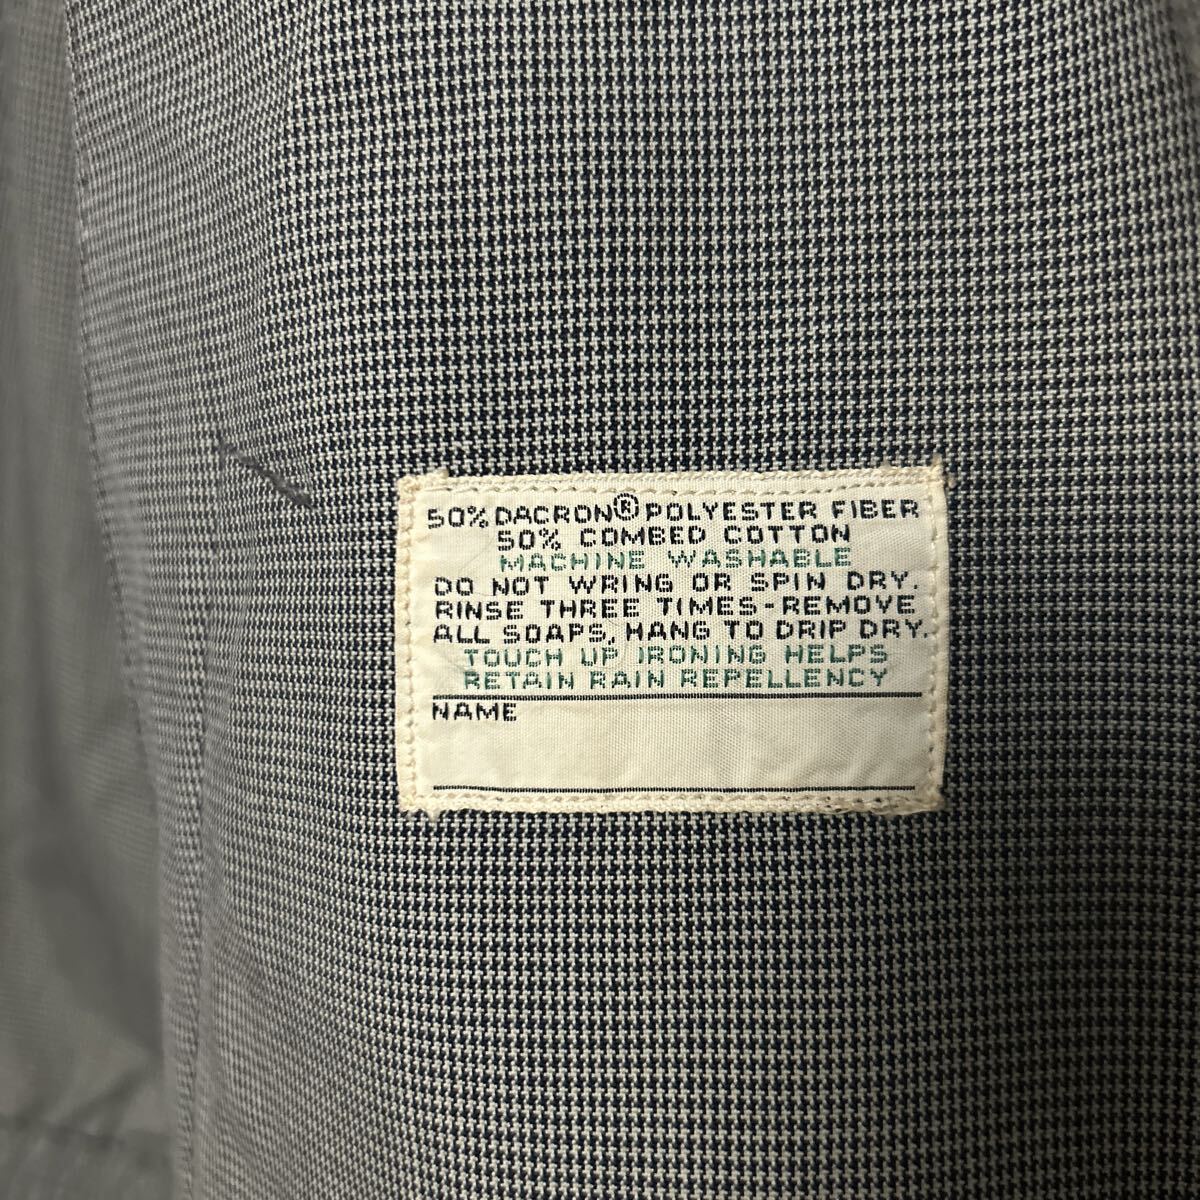 50% DACRON® POLYESTER FIBER
50% COMBED COTTON
MACHINE WASHABLE
DO NOT WRING OR SPIN DRY.
RINSE THREE TIMES-REMOVE
ALL SOAPS, HANG TO DRIP DRY.
TOUCH UP IRONING HELPS
RETAIN RAIN REPELLENCY
NAME